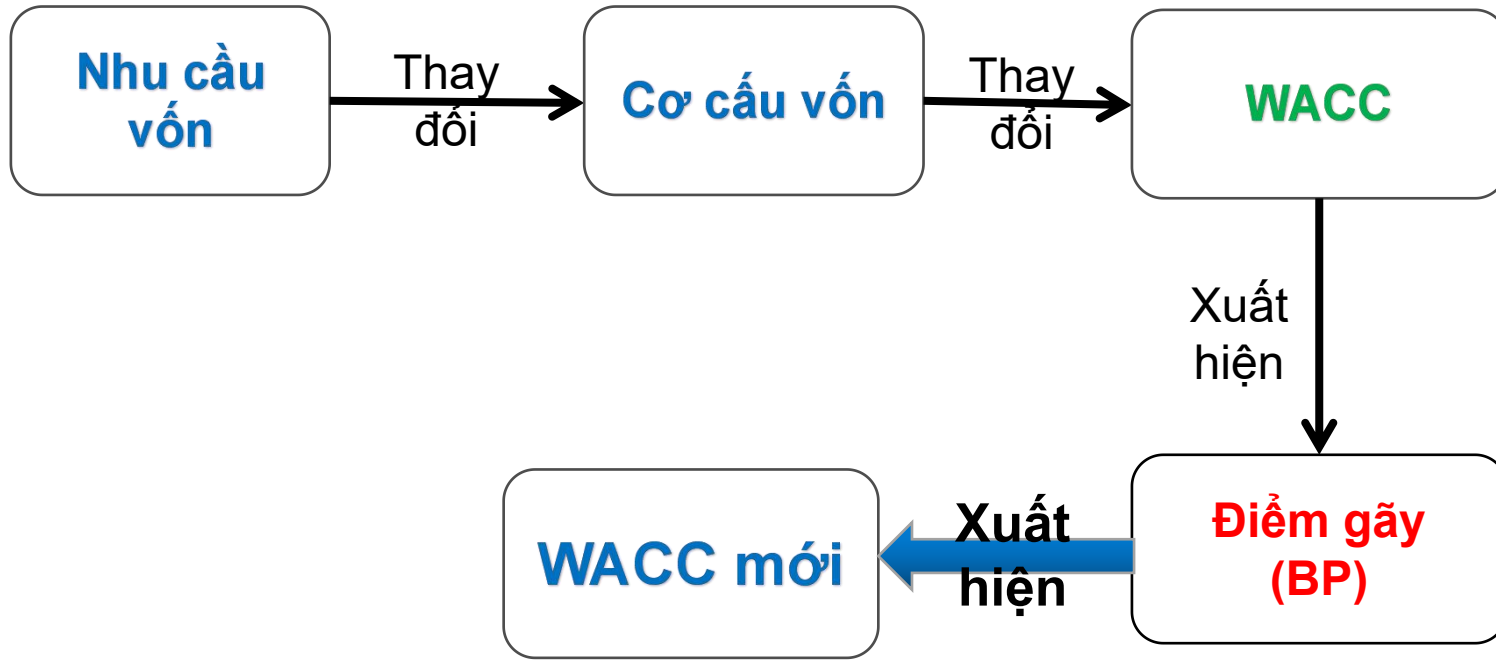 Nhu cầu
vốn
Thay
đổi
Cơ cấu vốn
Thay
đổi
WACC
Xuất
hiện
Điểm gãy
(BP)
Xuất
hiện
WACC mới